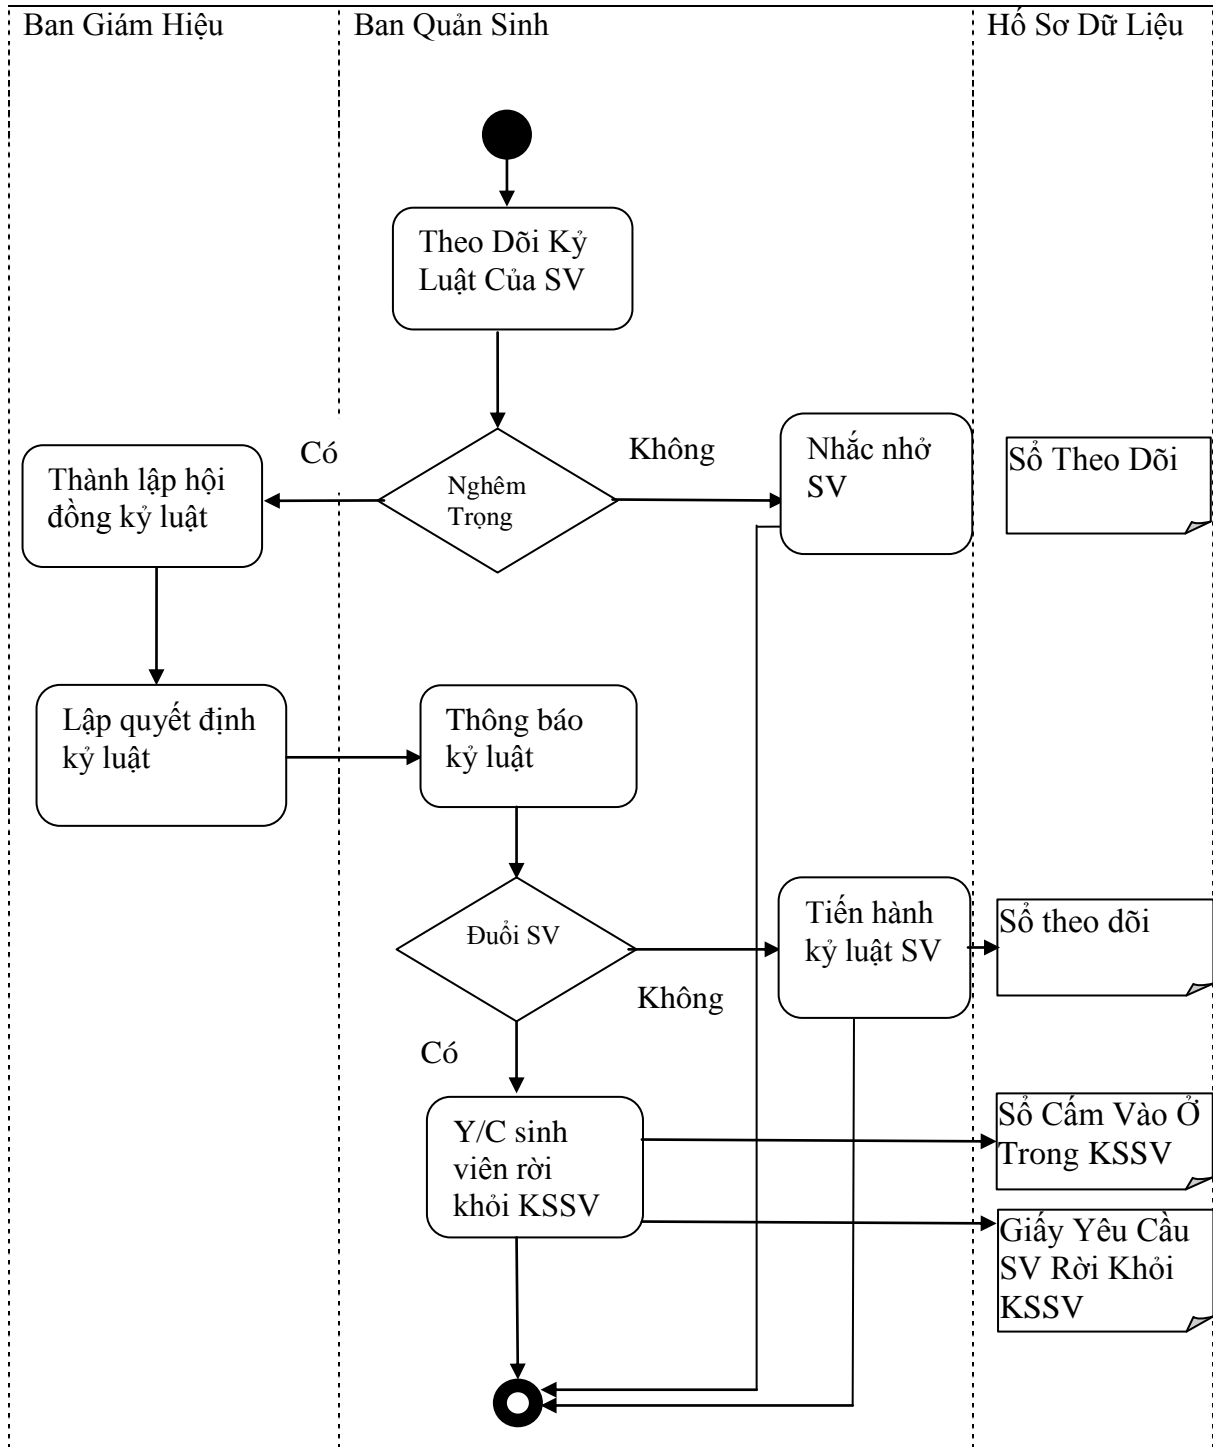 Ban Giám Hiệu
Ban Quản Sinh
Hồ Sơ Dữ Liệu
Theo Dõi Kỷ
Luật Của SV
Có
Nghêm
Trọng
Không
Nhắc nhở
SV
Sổ Theo Dõi
Thành lập hội
đồng kỷ luật
Lập quyết định
kỷ luật
Thông báo
kỷ luật
Đuổi SV
Không
Tiến hành
kỷ luật SV
Sổ theo dõi
Có
Y/C sinh
viên rời
khỏi KSSV
Sổ Cấm Vào Ở
Trong KSSV
Giấy Yêu Cầu
SV Rời Khỏi
KSSV